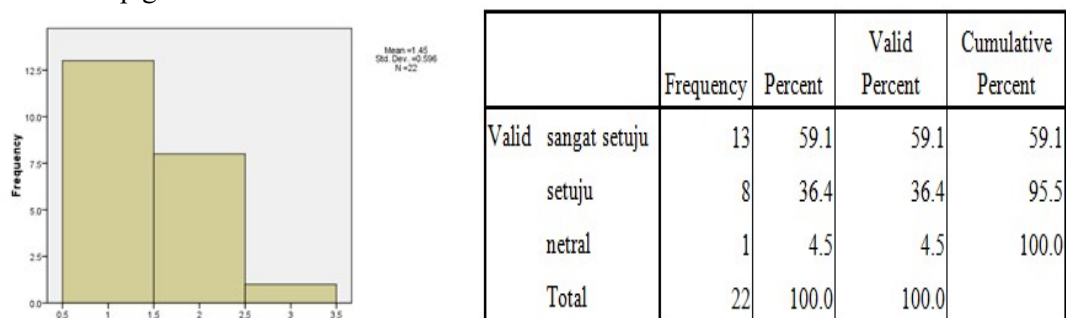 Mean =1.45
Std. Dev. =0.596
N =22
Frequency
12.5
10.0
7.5
5.0
2.5
0.0
0.5 1 1.5 2 2.5 3 3.5
Frequency Percent Valid Percent Cumulative Percent
Valid sangat setuju 13 59.1 59.1 59.1
setuju 8 36.4 36.4 95.5
netral 1 4.5 4.5 100.0
Total 22 100.0 100.0